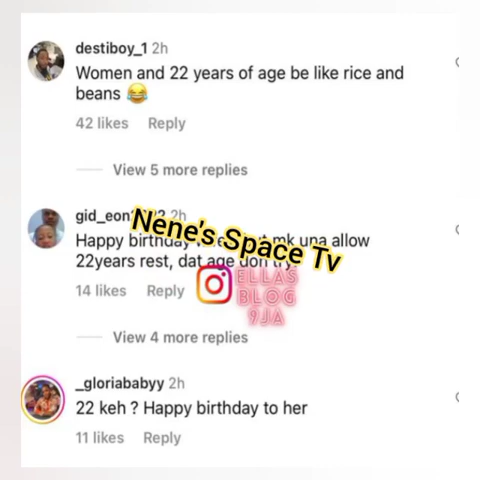 destiboy_1 2h
Women and 22 years of age be like rice and
beans 😂
42 likes Reply
View 5 more replies
2h
Happy birthday mk una allow
22years rest, dat age don try
14 likes Reply
Nene's Space Tv
ELLAS
BLOG
9JA
View 4 more replies
_gloriababyy 2h
22 keh ? Happy birthday to her
11 likes Reply